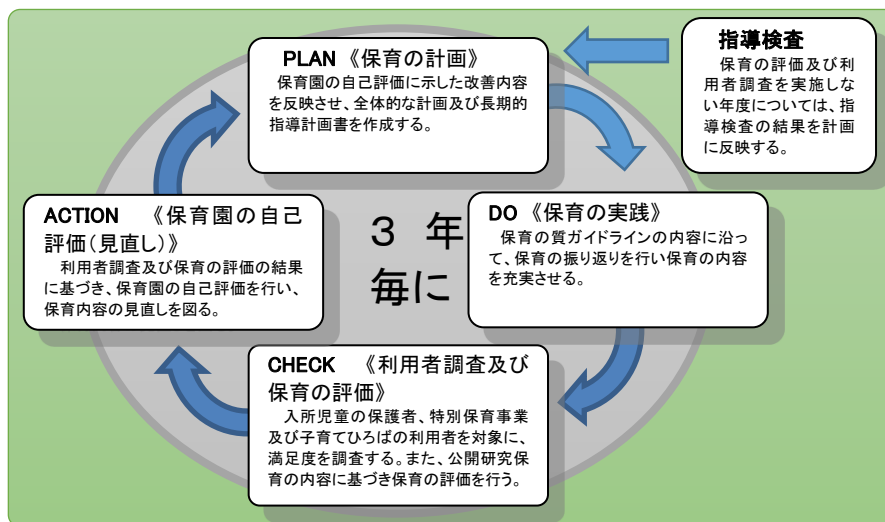 PLAN 《保育の計画》
保育園の自己評価に示した改善内容
を反映させ、全体的な計画及び長期的
指導計画書を作成する。
指導検査
保育の評価及び利
用者調査を実施しな
い年度については、指
導検査の結果を計画
に反映する。
ACTION 《保育園の自己
評価(見直し)》
利用者調査及び保育の評価の結果
に基づき、保育園の自己評価を行い、
保育内容の見直しを図る。
3 年
毎に
DO 《保育の実践》
保育の質ガイドラインの内容に沿っ
て、保育の振り返りを行い保育の内容
を充実させる。
CHECK 《利用者調査及び
保育の評価》
入所児童の保護者、特別保育事業
及び子育てひろばの利用者を対象に、
満足度を調査する。また、公開研究
保育の内容に基づき保育の評価を行う。